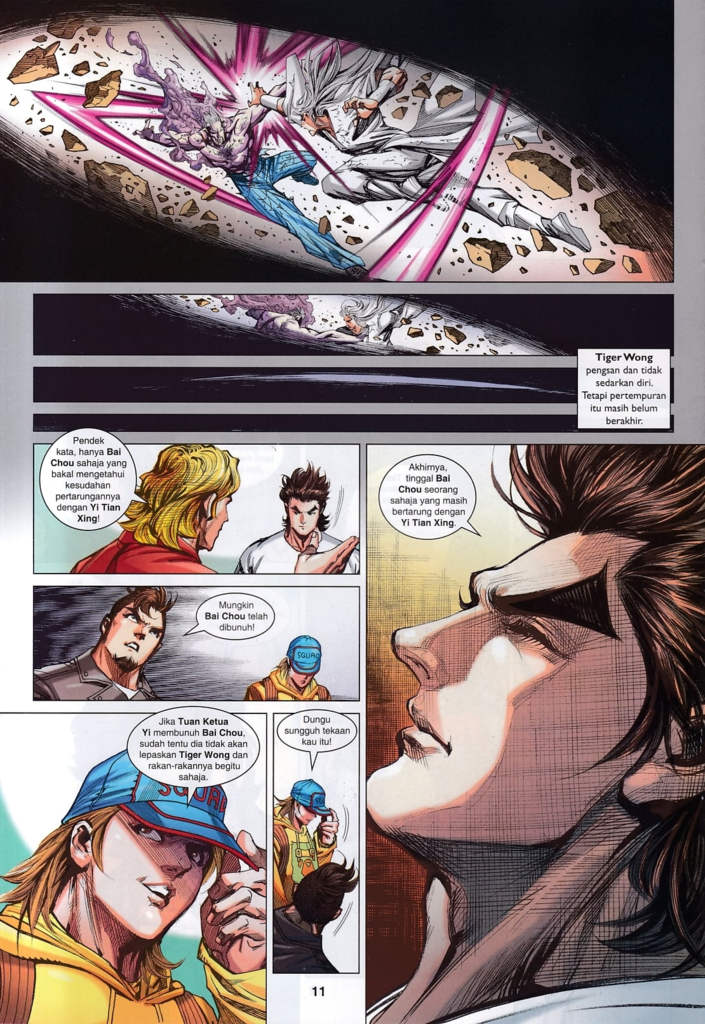 Tiger Wong
pengsan dan tidak
sedarkan diri.
Tetapi pertempuran
itu masih belum
berakhir.
Pendek
kata, hanya Bai
Chou sahaja yang
bakal mengetahui
kesudahan
pertarungannya
dengan Yi Tian
Xing!
Akhirnya,
tinggal Bai
Chou seorang
sahaja yang masih
bertarung dengan
Yi Tian Xing.
Mungkin
Bai Chou telah
dibunuh!
Jika Tuan Ketua
Yi membunuh Bai Chou,
sudah tentu dia tidak akan
lepaskan Tiger Wong dan
rakan-rakannya begitu
sahaja.
Dungu
sungguh tekaan
kau itu!
11